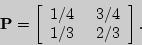 P = [ 1/4 3/4
1/3 2/3 ].